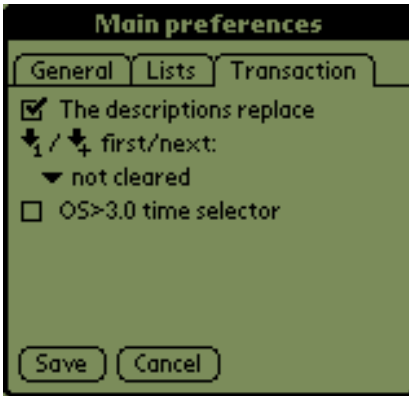 Main preferences
General Lists Transaction
The descriptions replace
1 / + first/next:
not cleared
OS>3.0 time selector
Save Cancel